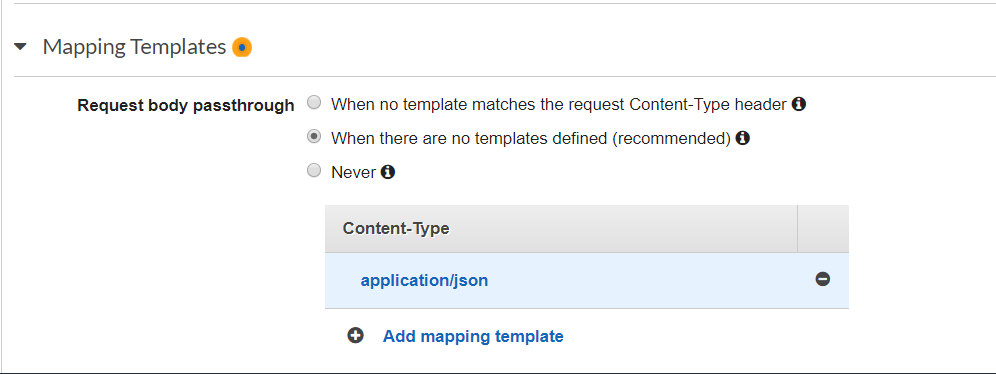 Mapping Templates
Request body passthrough
When no template matches the request Content-Type header
When there are no templates defined (recommended)
Never
Content-Type
application/json
Add mapping template